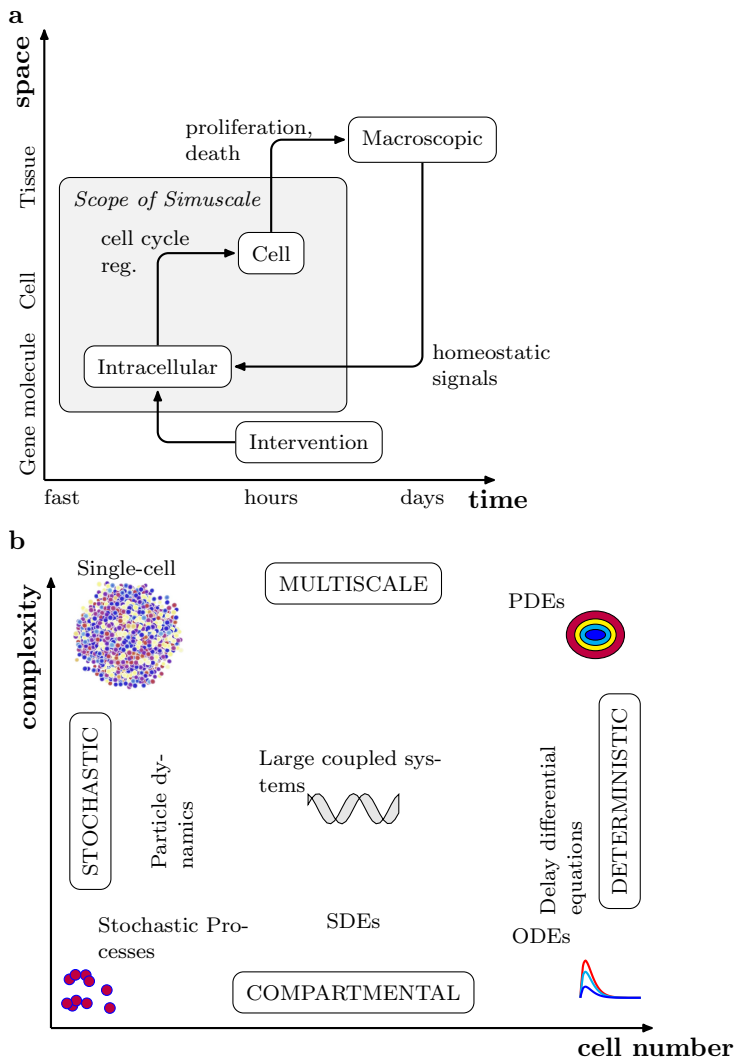 a
space
Tissue
Cell
Gene molecule
proliferation,
death
Macroscopic
Scope of Simuscale
cell cycle
reg.
Cell
Intracellular
homeostatic
signals
Intervention
fast
hours
days
time
b
complexity
Single-cell
MULTISCALE
PDEs
STOCHASTIC
Particle dy-
namics
Large coupled sys-
tems
Delay differential
equations
DETERMINISTIC
Stochastic Pro-
cesses
SDEs
ODEs
COMPARTMENTAL
cell number